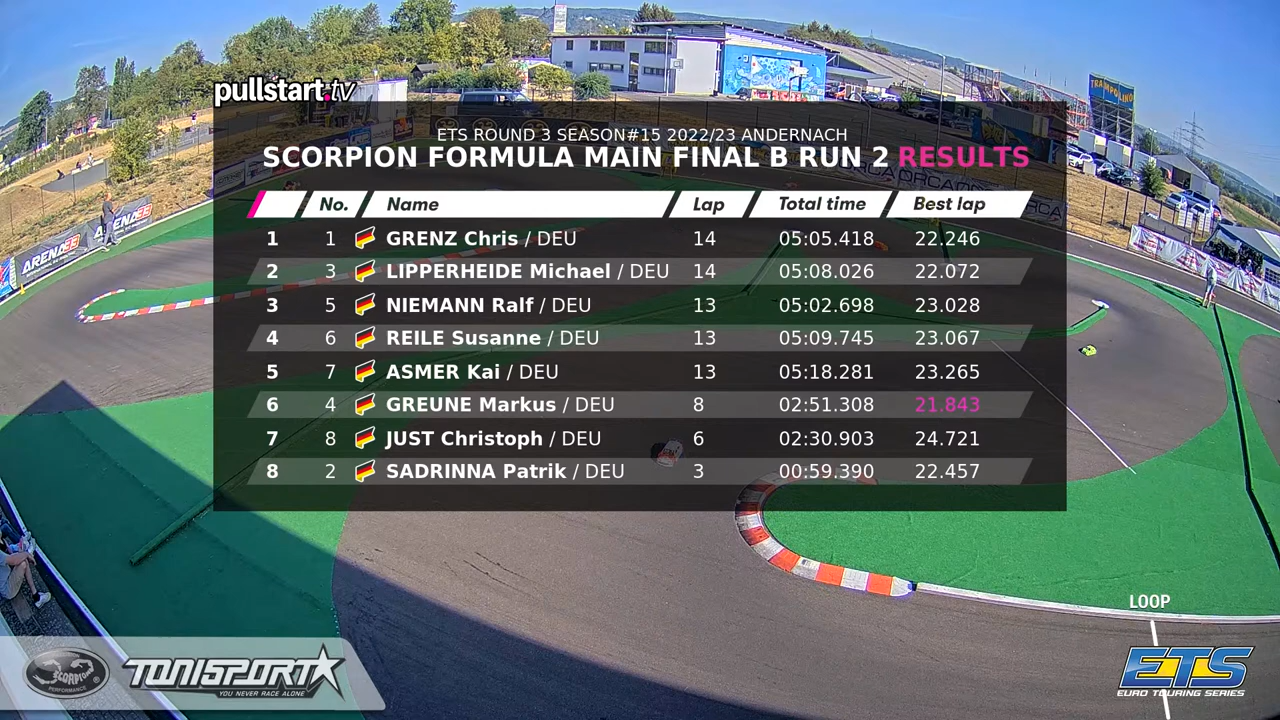 TRAMPOLINO
pullstart.tv
ETS ROUND 3 SEASON#15 2022/23 ANDERNACH
SCORPION FORMULA MAIN FINAL B RUN 2 RESULTS
No. Name Lap Total time Best lap
1 1 GRENZ Chris / DEU 14 05:05.418 22.246
2 3 LIPPERHEIDE Michael / DEU 14 05:08.026 22.072
3 5 NIEMANN Ralf / DEU 13 05:02.698 23.028
4 6 REILE Susanne / DEU 13 05:09.745 23.067
5 7 ASMER Kai / DEU 13 05:18.281 23.265
6 4 GREUNE Markus / DEU 8 02:51.308 21.843
7 8 JUST Christoph / DEU 6 02:30.903 24.721
8 2 SADRINNA Patrik / DEU 3 00:59.390 22.457
ARENA
ARENA
LOOP
SCORPION
PERFORMANCE
TONISPORT
YOU NEVER RACE ALONE
ETS
EURO TOURING SERIES